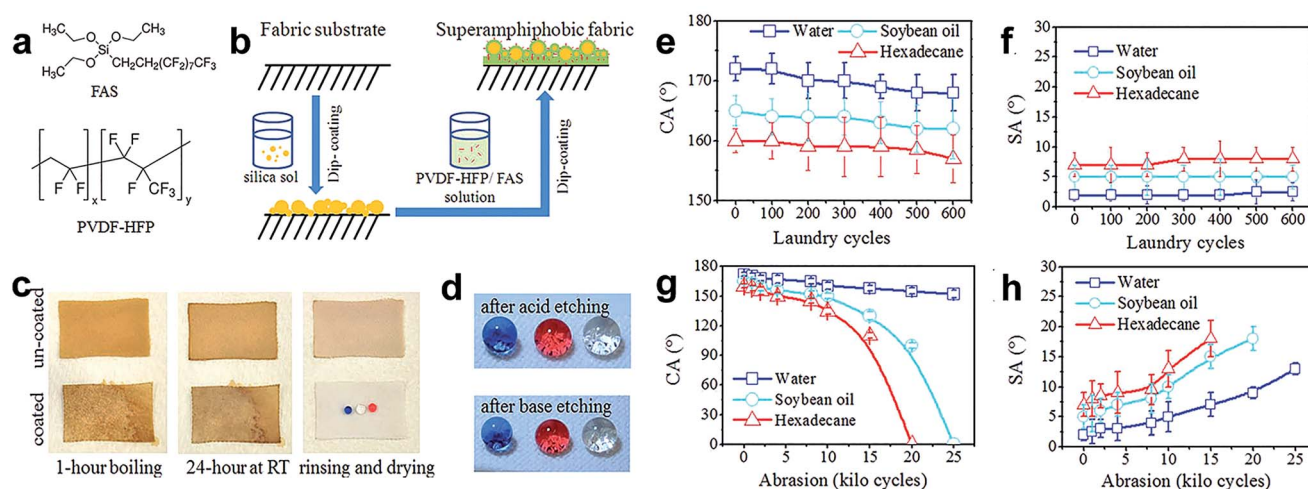 a
O
CH3
H3C
O
Si
O
H3C
CH2CH2(CF2)7CF3
FAS
F
F
F
F
F
F
F
CF3
x
y
PVDF-HFP
b
Fabric substrate
Superamphiphobic fabric
silica sol
Dip- coating
PVDF-HFP/ FAS
solution
Dip-coating
c
un-coated
coated
1-hour boiling
24-hour at RT
rinsing and drying
d
after acid etching
after base etching
e
Water
Soybean oil
Hexadecane
CA (°)
180
170
160
150
0 100 200 300 400 500 600
Laundry cycles
f
Water
Soybean oil
Hexadecane
SA (°)
30
25
20
15
10
5
0
0 100 200 300 400 500 600
Laundry cycles
g
Water
Soybean oil
Hexadecane
CA (°)
180
150
120
90
60
30
0
0 5 10 15 20 25
Abrasion (kilo cycles)
h
Water
Soybean oil
Hexadecane
SA (°)
30
25
20
15
10
5
0
0 5 10 15 20 25
Abrasion (kilo cycles)